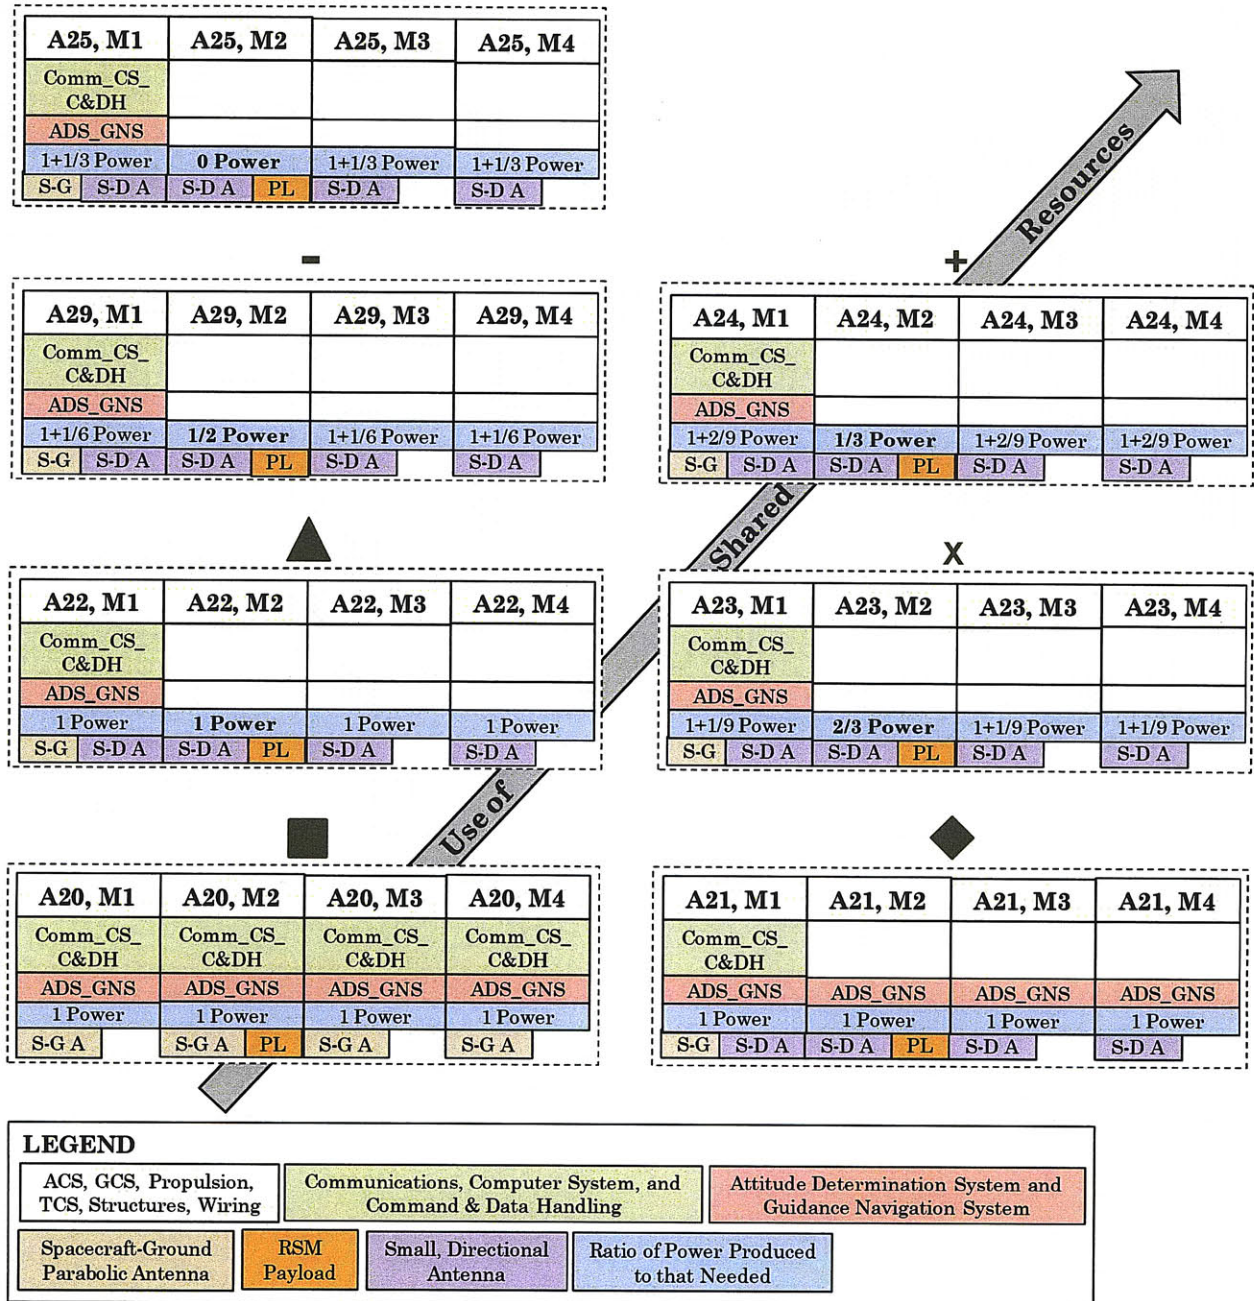 A25, M1 A25, M2 A25, M3 A25, M4
Comm_CS_
C&DH
ADS_GNS
1+1/3 Power 0 Power 1+1/3 Power 1+1/3 Power
S-G S-D A S-D A PL S-D A S-D A
-
A29, M1 A29, M2 A29, M3 A29, M4
Comm_CS_
C&DH
ADS_GNS
1+1/6 Power 1/2 Power 1+1/6 Power 1+1/6 Power
S-G S-D A S-D A PL S-D A S-D A
+
A24, M1 A24, M2 A24, M3 A24, M4
Comm_CS_
C&DH
ADS_GNS
1+2/9 Power 1/3 Power 1+2/9 Power 1+2/9 Power
S-G S-D A S-D A PL S-D A S-D A
A22, M1 A22, M2 A22, M3 A22, M4
Comm_CS_
C&DH
ADS_GNS
1 Power 1 Power 1 Power 1 Power
S-G S-D A S-D A PL S-D A S-D A
X
A23, M1 A23, M2 A23, M3 A23, M4
Comm_CS_
C&DH
ADS_GNS
1+1/9 Power 2/3 Power 1+1/9 Power 1+1/9 Power
S-G S-D A S-D A PL S-D A S-D A
A20, M1 A20, M2 A20, M3 A20, M4
Comm_CS_ Comm_CS_ Comm_CS_ Comm_CS_
C&DH C&DH C&DH C&DH
ADS_GNS ADS_GNS ADS_GNS ADS_GNS
1 Power 1 Power 1 Power 1 Power
S-G A S-G A PL S-G A S-G A
A21, M1 A21, M2 A21, M3 A21, M4
Comm_CS_
C&DH
ADS_GNS ADS_GNS ADS_GNS ADS_GNS
1 Power 1 Power 1 Power 1 Power
S-G S-D A S-D A PL S-D A S-D A
Use of Shared Resources
LEGEND
ACS, GCS, Propulsion,
TCS, Structures, Wiring
Communications, Computer System, and
Command & Data Handling
Attitude Determination System and
Guidance Navigation System
Spacecraft-Ground
Parabolic Antenna
RSM
Payload
Small, Directional
Antenna
Ratio of Power Produced
to that Needed